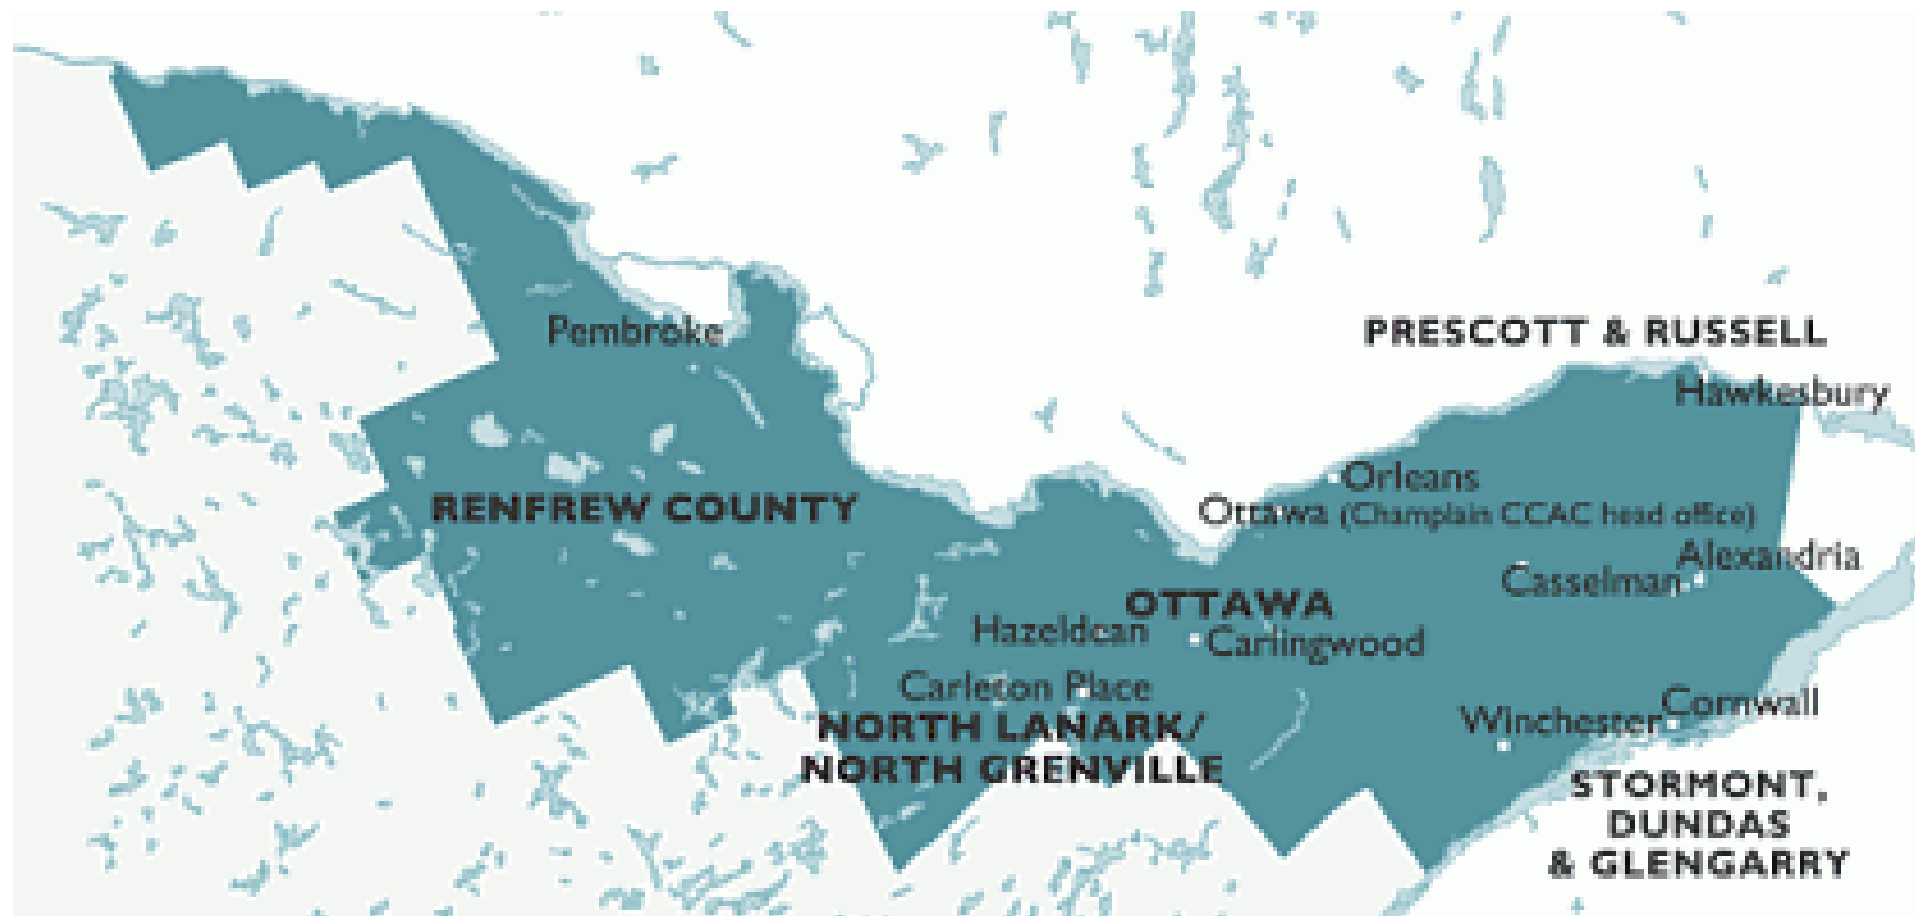 Pembroke
PRESCOTT & RUSSELL
Hawkesbury
RENFREW COUNTY
Orleans
Ottawa (Champlain CCAC head office)
Alexandria
Casselman
OTTAWA
Hazeldean
Carlingwood
Carleton Place
Cornwall
Winchester
NORTH LANARK/
NORTH GRENVILLE
STORMONT,
DUNDAS
& GLENGARRY